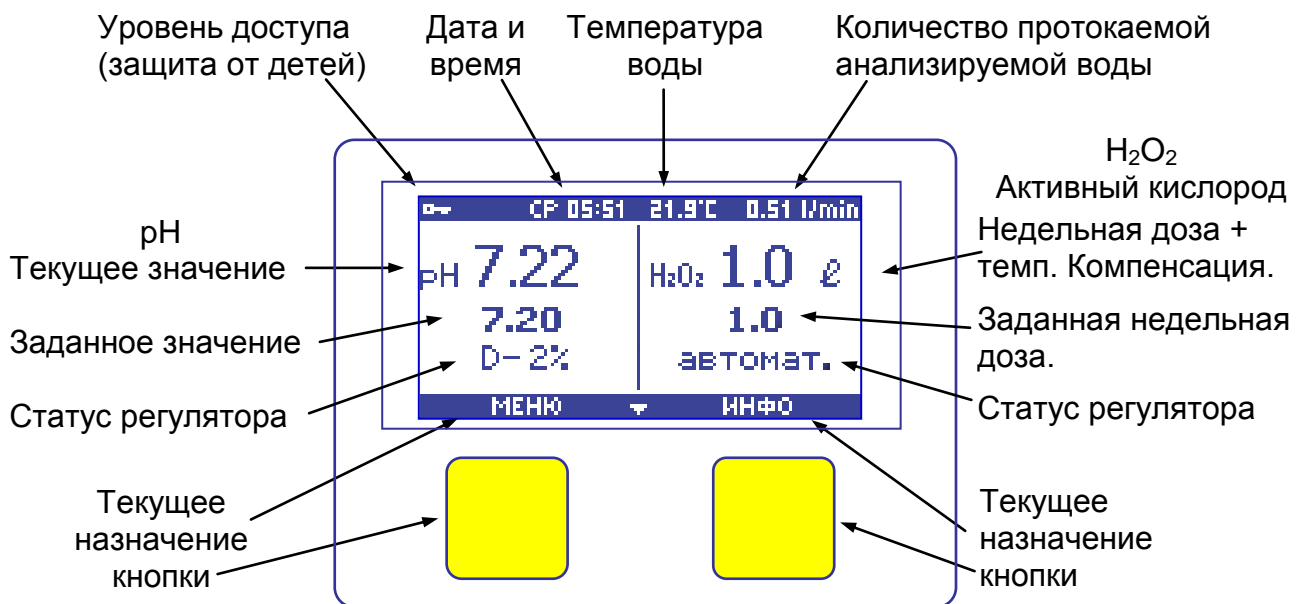 Уровень доступа
(защита от детей)
Дата и
время
Температура
воды
Количество протокаемой
анализируемой воды
H₂O₂
Активный кислород
Недельная доза +
темп. Компенсация.
Заданная недельная
доза.
Статус регулятора
pH
Текущее значение
Заданное значение
Статус регулятора
СР 05:51 21.9°C 0.51 l/min
pH 7.22
7.20
D- 2%
H₂O₂ 1.0 ℓ
1.0
автомат.
МЕНЮ ИНФО
Текущее
назначение
кнопки
Текущее
назначение
кнопки